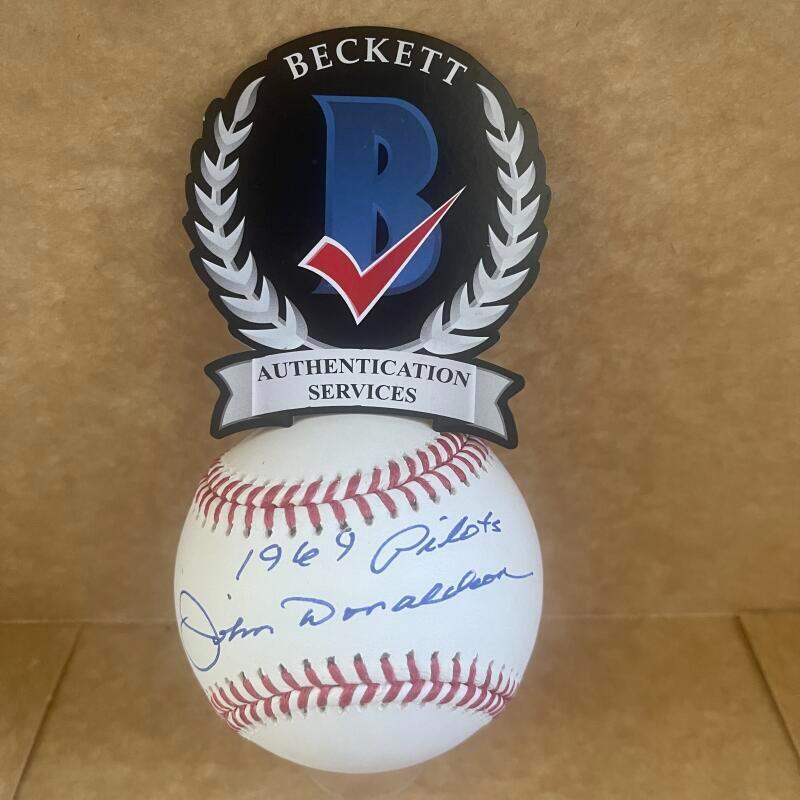 BECKETT
B
AUTHENTICATION
SERVICES
1969 Pilots
John Donaldson